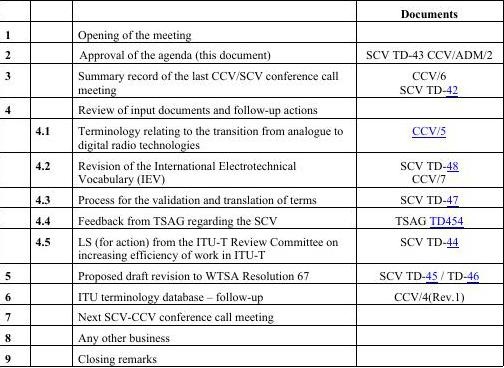 Documents
1 Opening of the meeting
2 Approval of the agenda (this document) SCV TD-43 CCV/ADM/2
3 Summary record of the last CCV/SCV conference call CCV/6
meeting SCV TD-42
4 Review of input documents and follow-up actions
4.1 Terminology relating to the transition from analogue to CCV/5
digital radio technologies
4.2 Revision of the International Electrotechnical SCV TD-48
Vocabulary (IEV) CCV/7
4.3 Process for the validation and translation of terms SCV TD-47
4.4 Feedback from TSAG regarding the SCV TSAG TD454
4.5 LS (for action) from the ITU-T Review Committee on SCV TD-44
increasing efficiency of work in ITU-T
5 Proposed draft revision to WTSA Resolution 67 SCV TD-45 / TD-46
6 ITU terminology database – follow-up CCV/4(Rev.1)
7 Next SCV-CCV conference call meeting
8 Any other business
9 Closing remarks